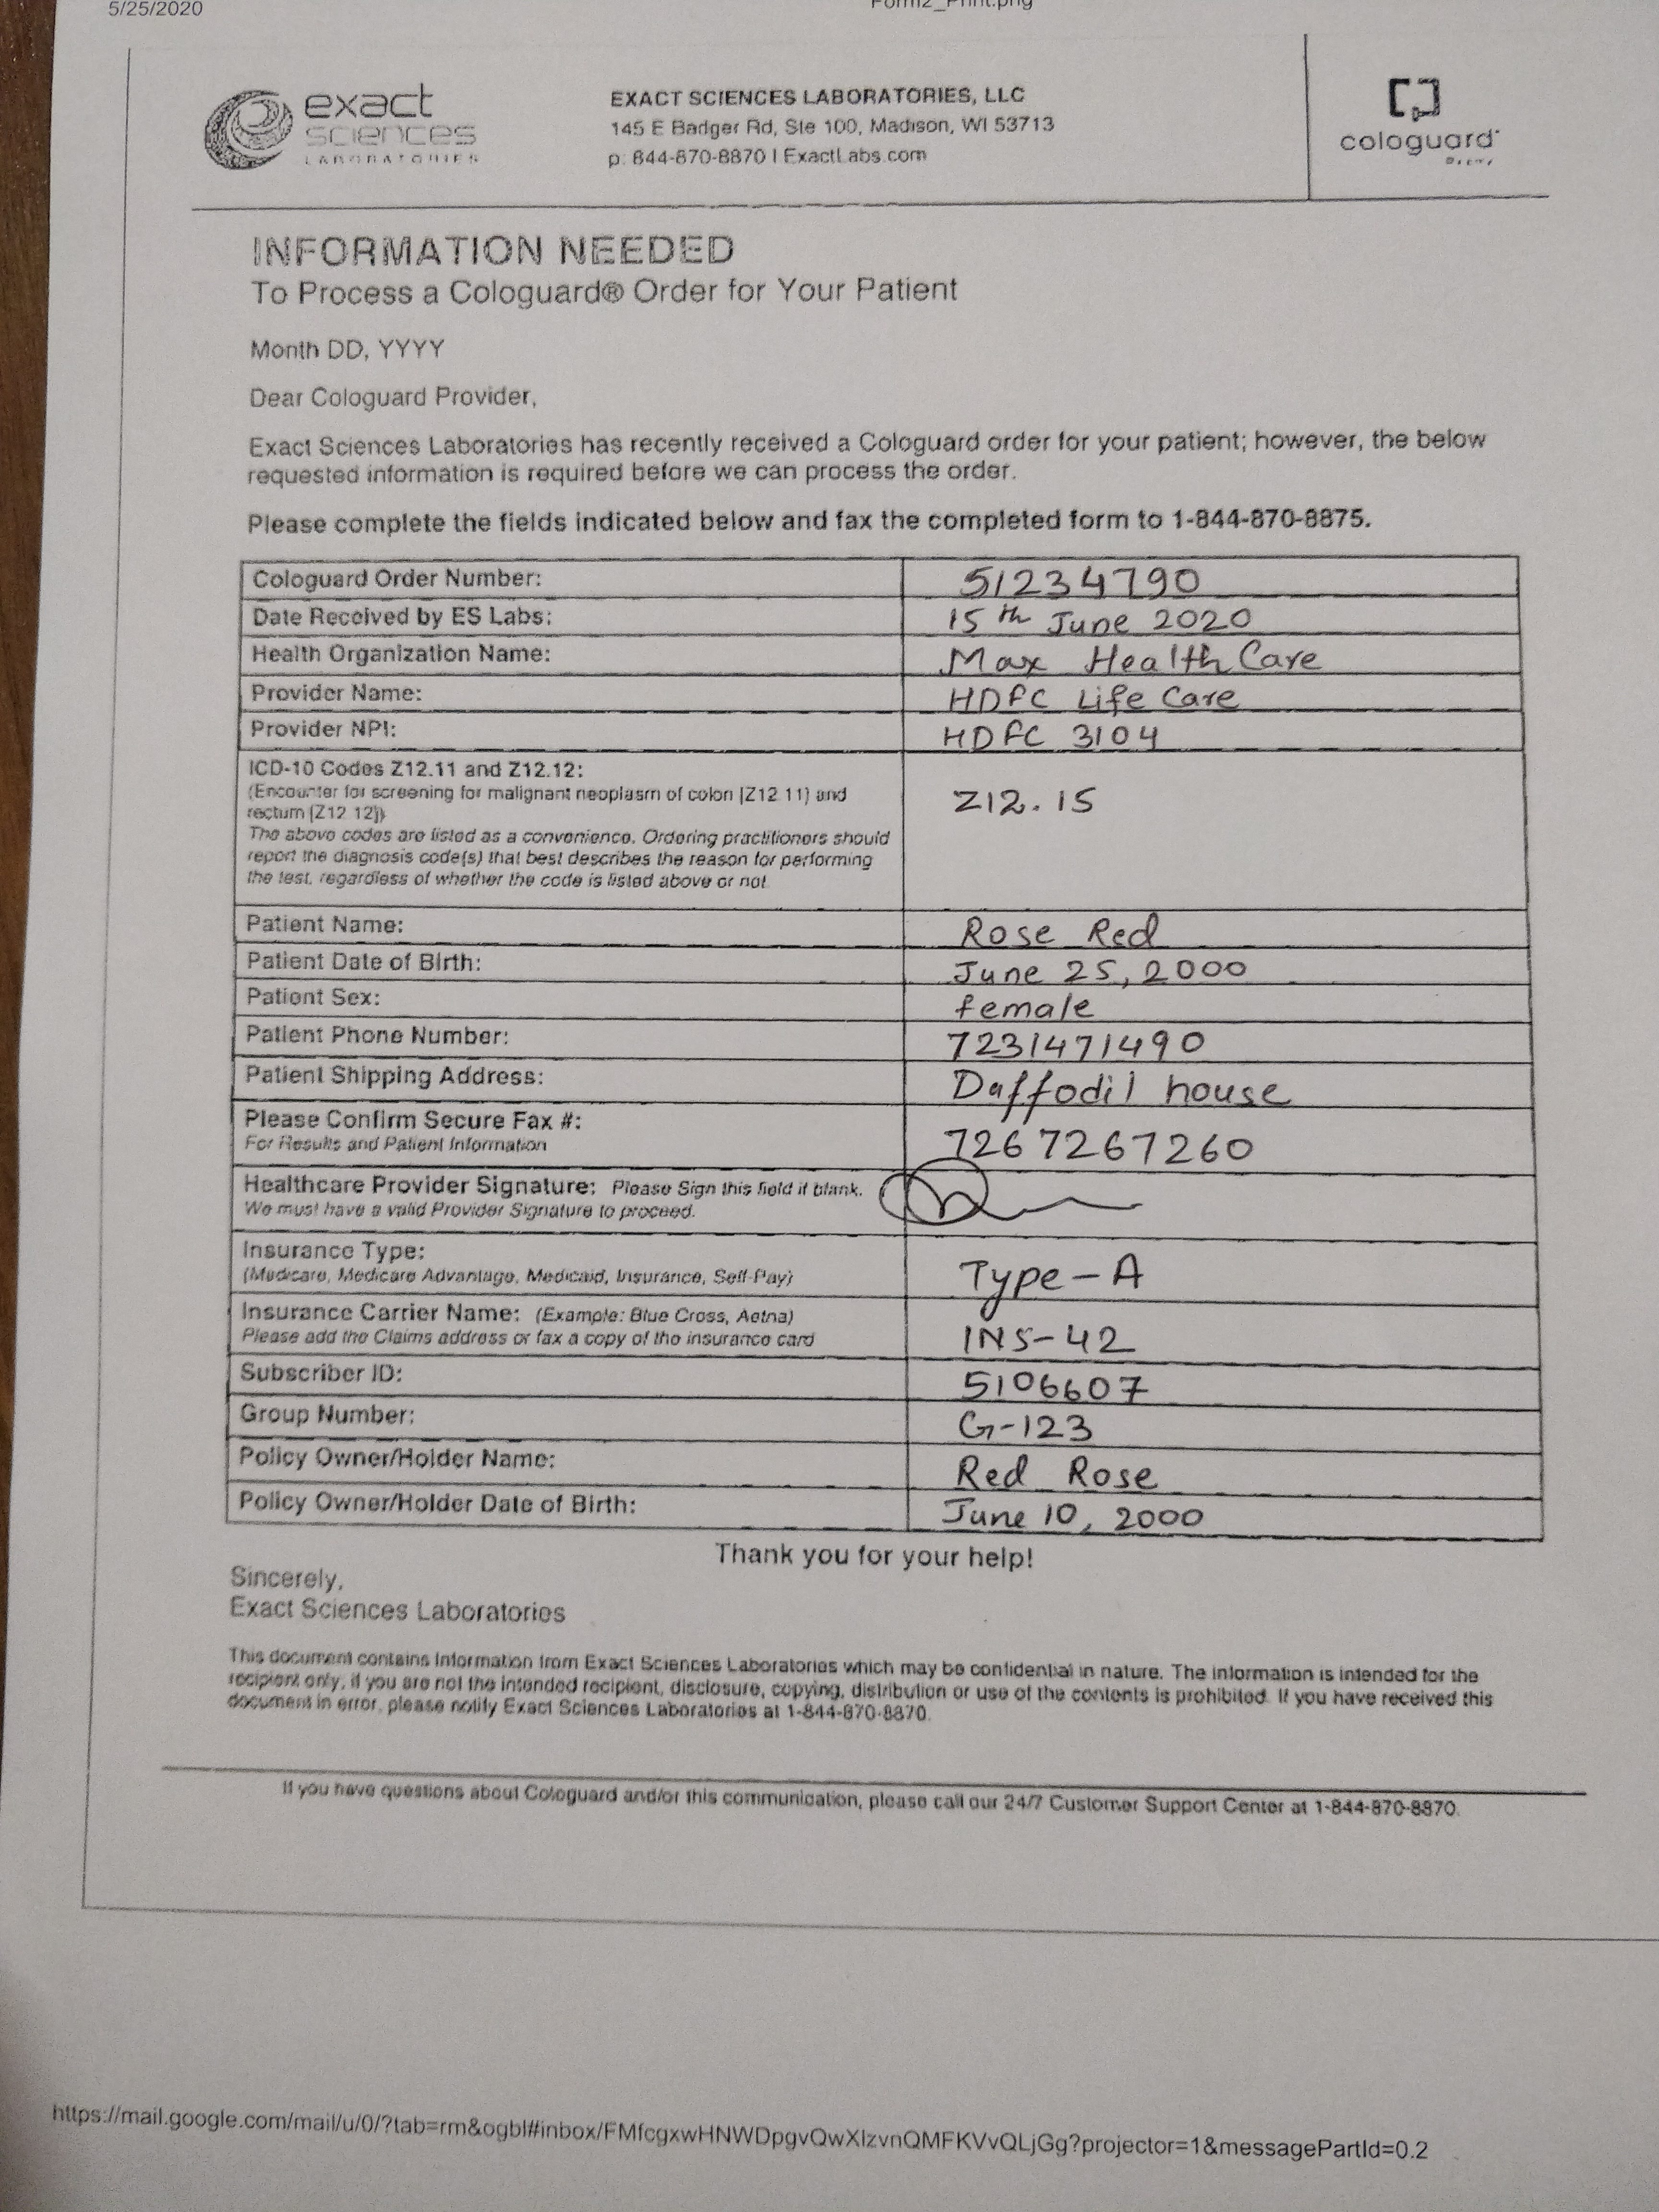 5/25/2020
Form2_Print.png
exact
sciences
LABORATORIES
EXACT SCIENCES LABORATORIES, LLC
145 E Badger Rd, Ste 100, Madison, WI 53713
p: 844-870-8870 | ExactLabs.com
cologuard
INFORMATION NEEDED
To Process a Cologuard® Order for Your Patient
Month DD, YYYY
Dear Cologuard Provider,
Exact Sciences Laboratories has recently received a Cologuard order for your patient; however, the below
requested information is required before we can process the order.
Please complete the fields indicated below and fax the completed form to 1-844-870-8875.
Cologuard Order Number: 51234790
Date Received by ES Labs: 15th June 2020
Health Organization Name: Max Health Care
Provider Name: HDFC Life Care
Provider NPI: HDFC 3104
ICD-10 Codes Z12.11 and Z12.12:
(Encounter for screening for malignant neoplasm of colon [Z12.11] and
rectum [Z12.12])
The above codes are listed as a convenience. Ordering practitioners should
report the diagnosis code(s) that best describes the reason for performing
the test, regardless of whether the code is listed above or not.
Z12.15
Patient Name: Rose Red
Patient Date of Birth: June 25, 2000
Patient Sex: female
Patient Phone Number: 7231471490
Patient Shipping Address: Daffodil house
Please Confirm Secure Fax #:
For Results and Patient Information
7267267260
Healthcare Provider Signature: Please Sign this field if blank.
We must have a valid Provider Signature to proceed.
Insurance Type:
(Medicare, Medicare Advantage, Medicaid, Insurance, Self-Pay)
Type-A
Insurance Carrier Name: (Example: Blue Cross, Aetna)
Please add the Claims address or fax a copy of the insurance card
INS-42
Subscriber ID: 5106607
Group Number: G-123
Policy Owner/Holder Name: Red Rose
Policy Owner/Holder Date of Birth: June 10, 2000
Thank you for your help!
Sincerely,
Exact Sciences Laboratories
This document contains Information from Exact Sciences Laboratories which may be confidential in nature. The information is intended for the
recipient only, if you are not the intended recipient, disclosure, copying, distribution or use of the contents is prohibited. If you have received this
document in error, please notify Exact Sciences Laboratories at 1-844-870-8870.
If you have questions about Cologuard and/or this communication, please call our 24/7 Customer Support Center at 1-844-870-8870.
https://mail.google.com/mail/u/0/?tab=rm&ogbl#inbox/FMfcgxwHNWDpgvQwXlzvnQMFKVvQLjGg?projector=1&messagePartId=0.2